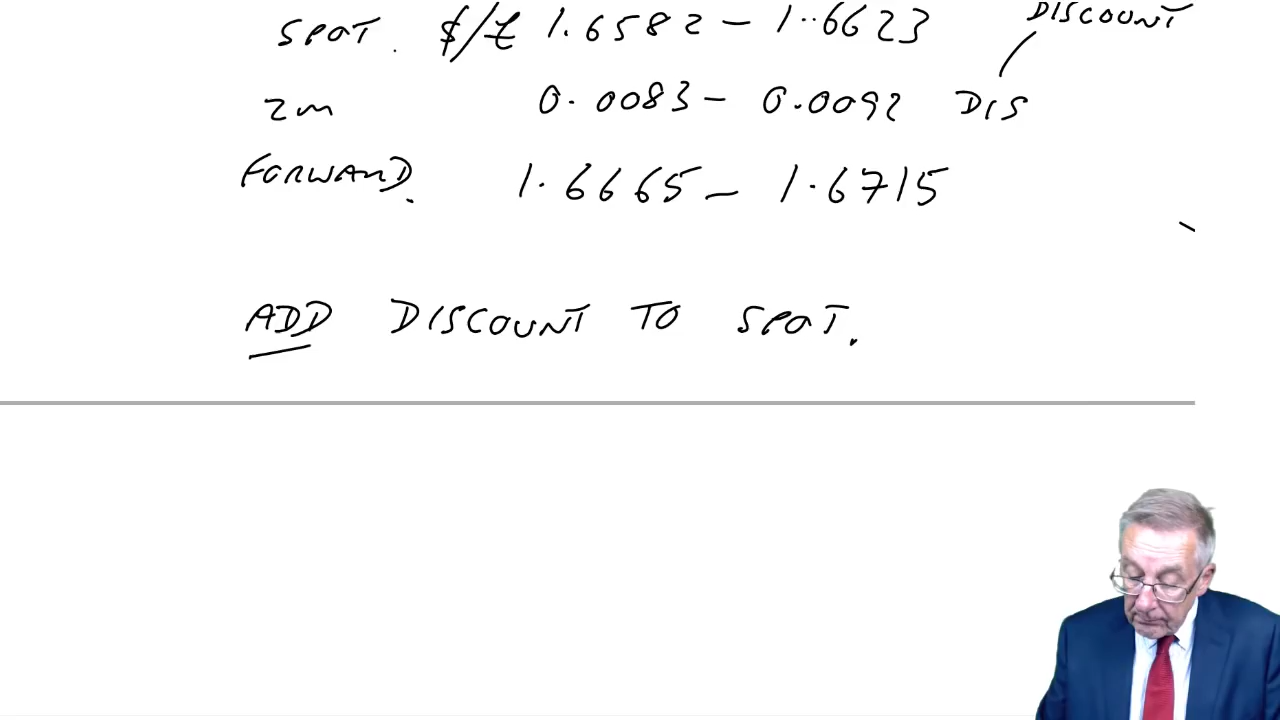 SPOT. $/£ 1.6582 - 1.6623 DISCOUNT
2m 0.0083 - 0.0092 DIS
FORWARD. 1.6665 - 1.6715
ADD DISCOUNT TO SPOT.